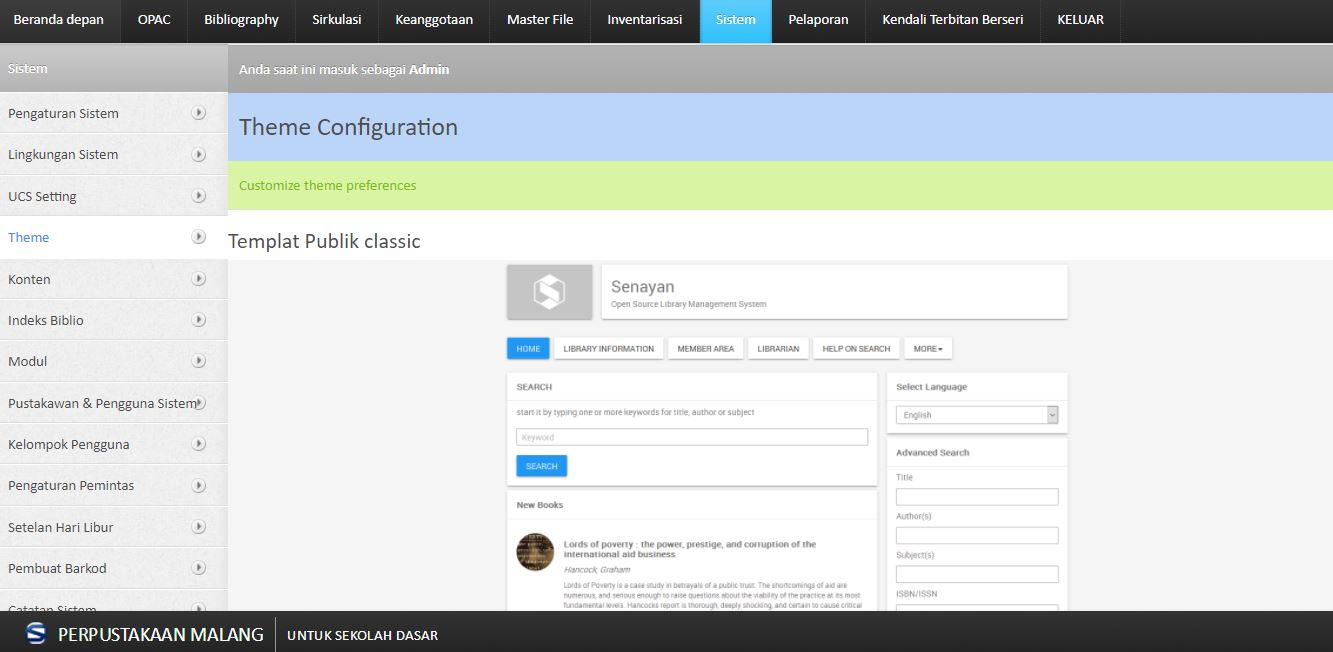 Beranda depan OPAC Bibliography Sirkulasi Keanggotaan Master File Inventarisasi Sistem Pelaporan Kendali Terbitan Berseri KELUAR
Sistem
Anda saat ini masuk sebagai Admin
Pengaturan Sistem
Lingkungan Sistem
UCS Setting
Theme
Konten
Indeks Biblio
Modul
Pustakawan & Pengguna Sistem
Kelompok Pengguna
Pengaturan Pemintas
Setelan Hari Libur
Pembuat Barkod
Catatan Sistem
Theme Configuration
Customize theme preferences
Templat Publik classic
Senayan
Open Source Library Management System
HOME LIBRARY INFORMATION MEMBER AREA LIBRARIAN HELP ON SEARCH MORE
SEARCH
start it by typing one or more keywords for title, author or subject
Keyword
SEARCH
New Books
Lords of poverty : the power, prestige, and corruption of the
international aid business
Hancock, Graham
Lords of Poverty is a case study in betrayals of a public trust. The shortcomings of aid are
numerous, and serious enough to raise questions about the viability of the practice at its most
fundamental levels. Hancocks report is thorough, deeply shocking, and certain to cause critical
Select Language
English
Advanced Search
Title
Author(s)
Subject(s)
ISBN/ISSN
PERPUSTAKAAN MALANG UNTUK SEKOLAH DASAR